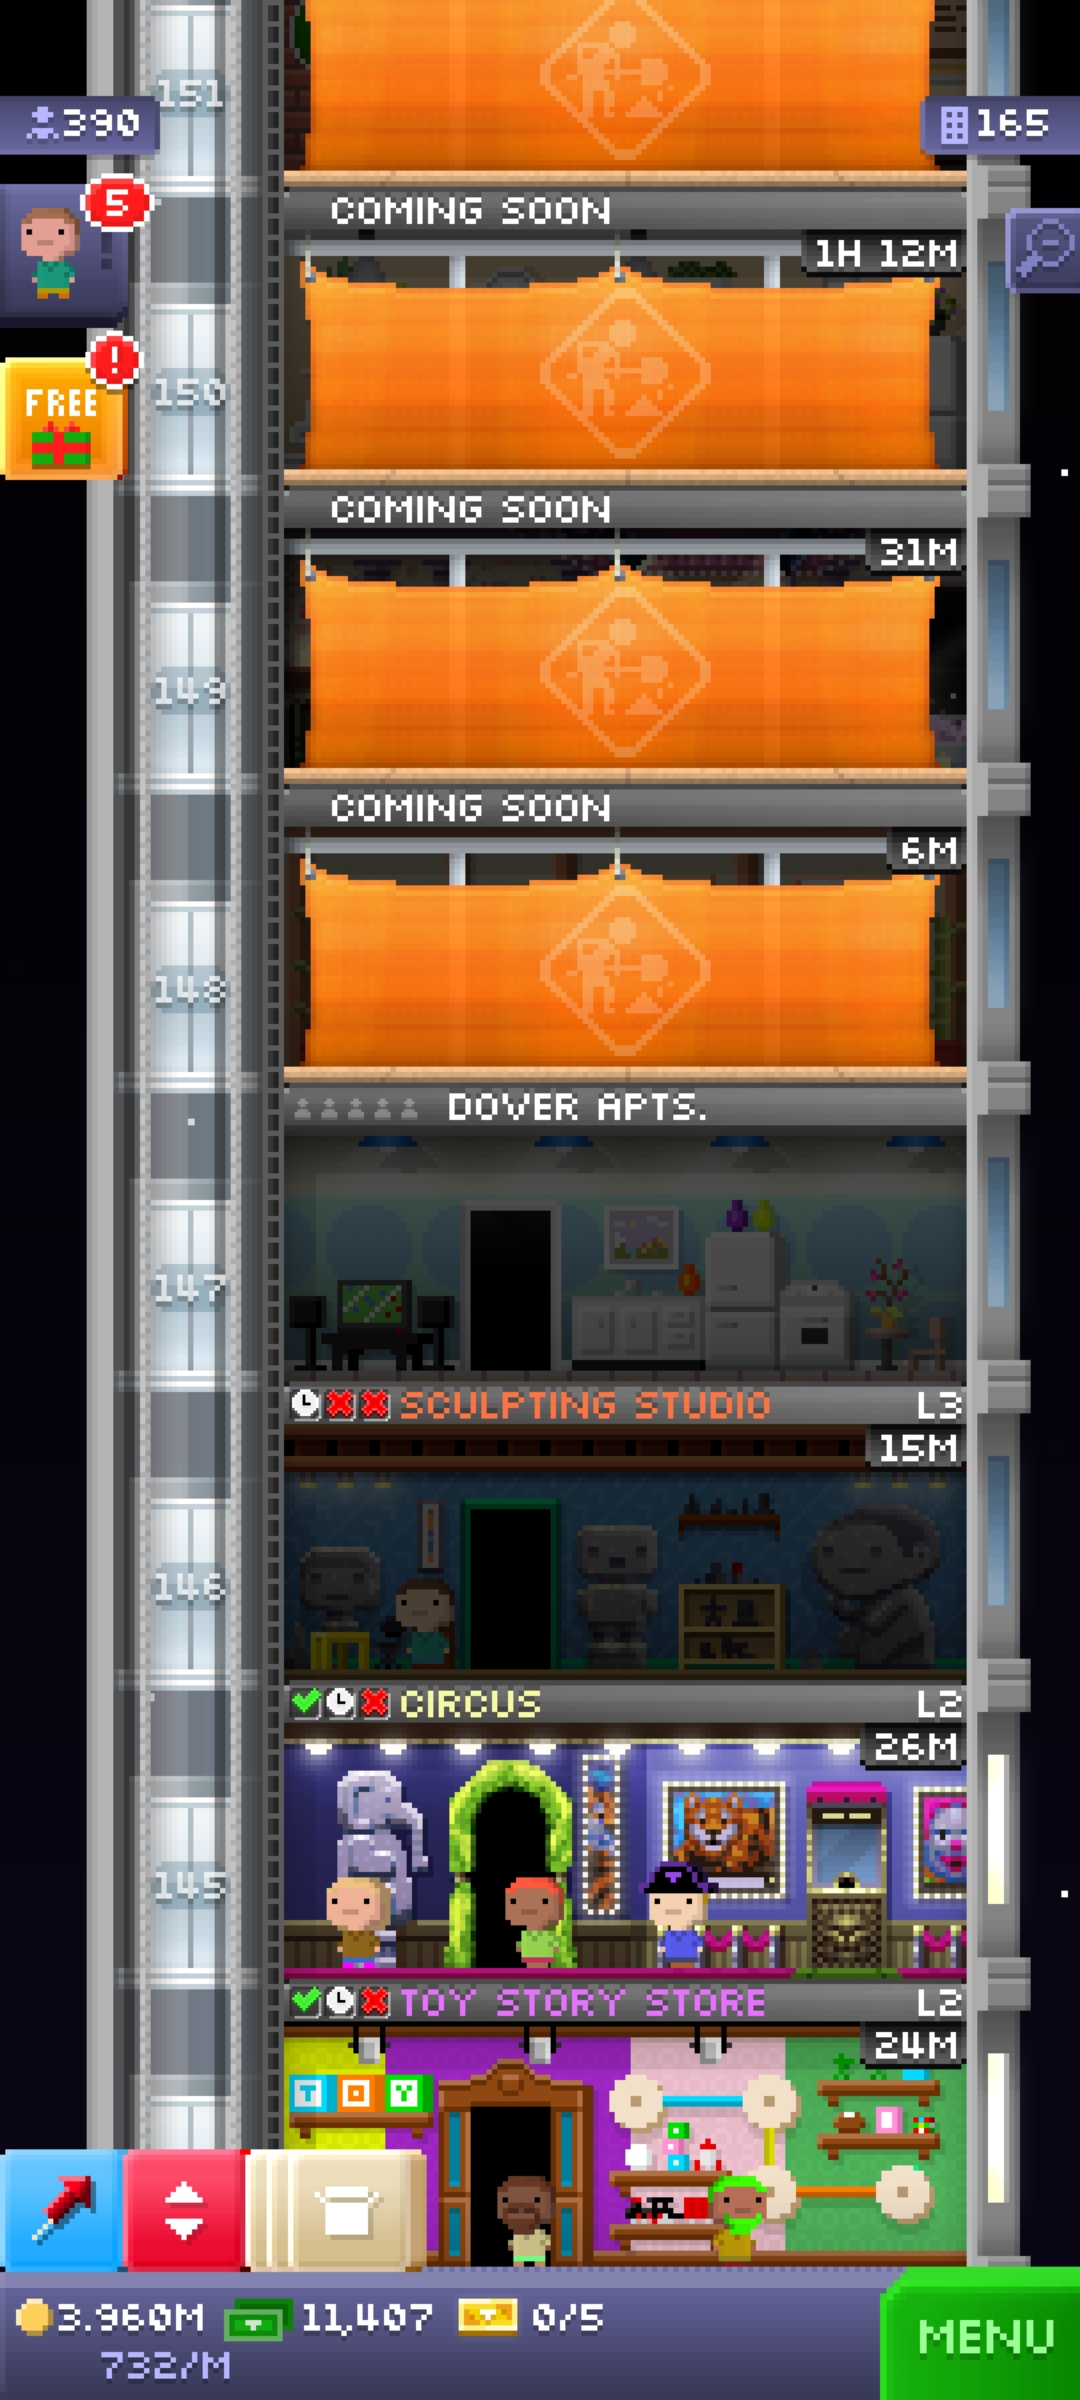 151
390
165
5
COMING SOON
1H 12M
!
FREE
150
COMING SOON
31M
149
COMING SOON
6M
148
DOVER APTS.
147
SCULPTING STUDIO L3
15M
146
CIRCUS L2
26M
145
TOY STORY STORE L2
24M
TOY
3.960M 11,407 0/5
732/M
MENU